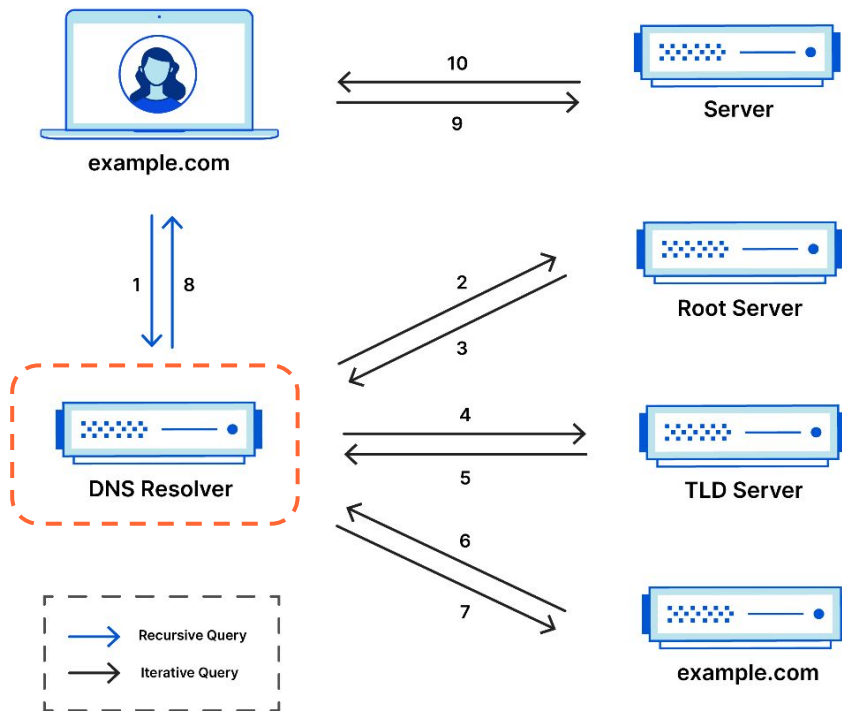 10
9
Server
example.com
1
8
2
3
Root Server
DNS Resolver
4
5
TLD Server
6
7
example.com
Recursive Query
Iterative Query